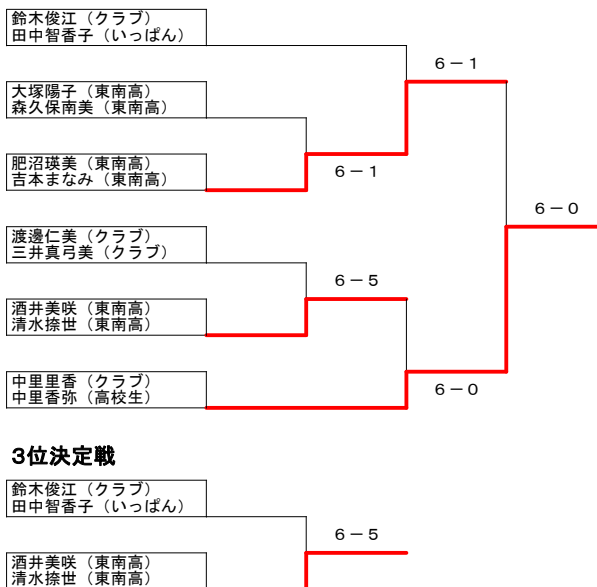 鈴木俊江（クラブ）
田中智香子（いっぱん）
６－１
大塚陽子（東南高）
森久保南美（東南高）
肥沼瑛美（東南高）
吉本まなみ（東南高）
６－１
６－０
渡邊仁美（クラブ）
三井真弓美（クラブ）
６－５
酒井美咲（東南高）
清水捺世（東南高）
中里里香（クラブ）
中里香弥（高校生）
６－０
3位決定戦
鈴木俊江（クラブ）
田中智香子（いっぱん）
６－５
酒井美咲（東南高）
清水捺世（東南高）